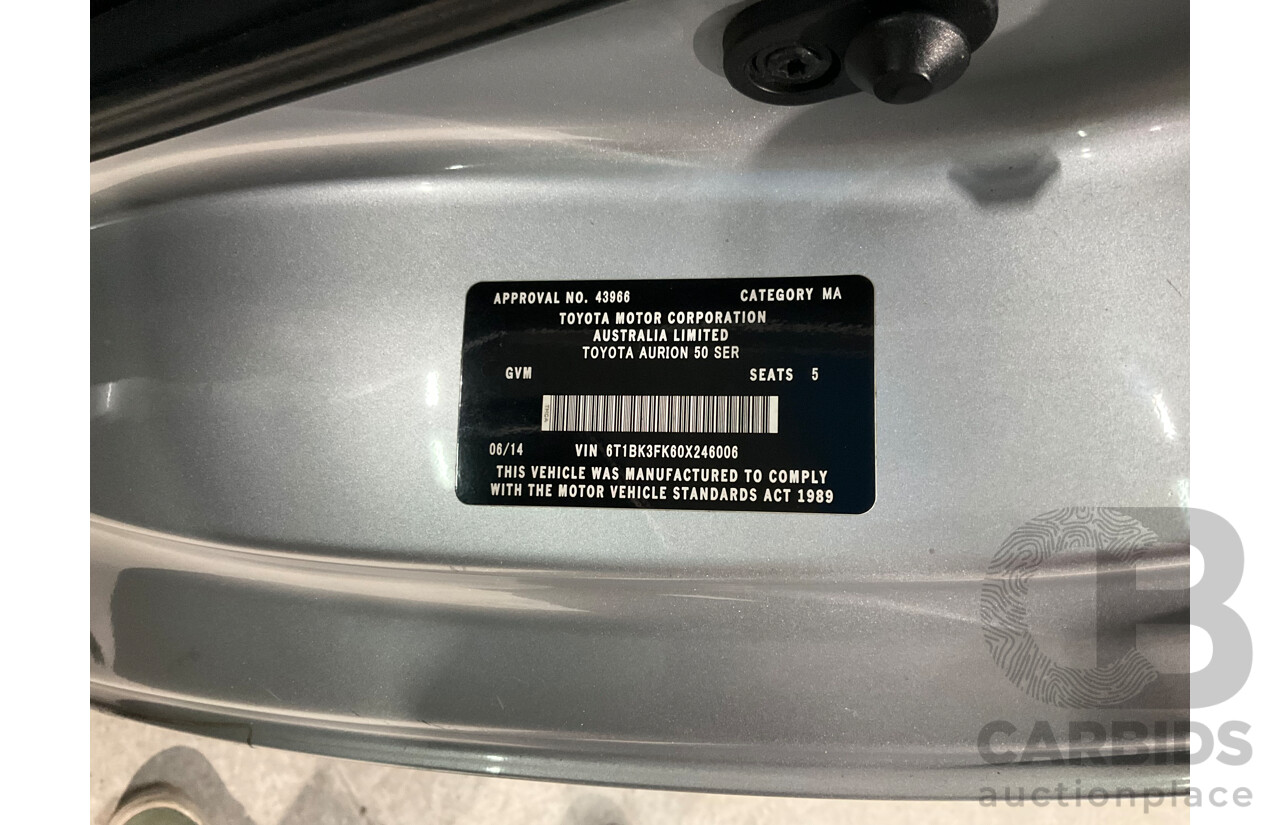 APPROVAL NO. 43966 CATEGORY MA
TOYOTA MOTOR CORPORATION
AUSTRALIA LIMITED
TOYOTA AURION 50 SER
GVM SEATS 5
06/14 VIN 6T1BK3FK60X246006
THIS VEHICLE WAS MANUFACTURED TO COMPLY
WITH THE MOTOR VEHICLE STANDARDS ACT 1989
CB
CARBIDS
auctionplace